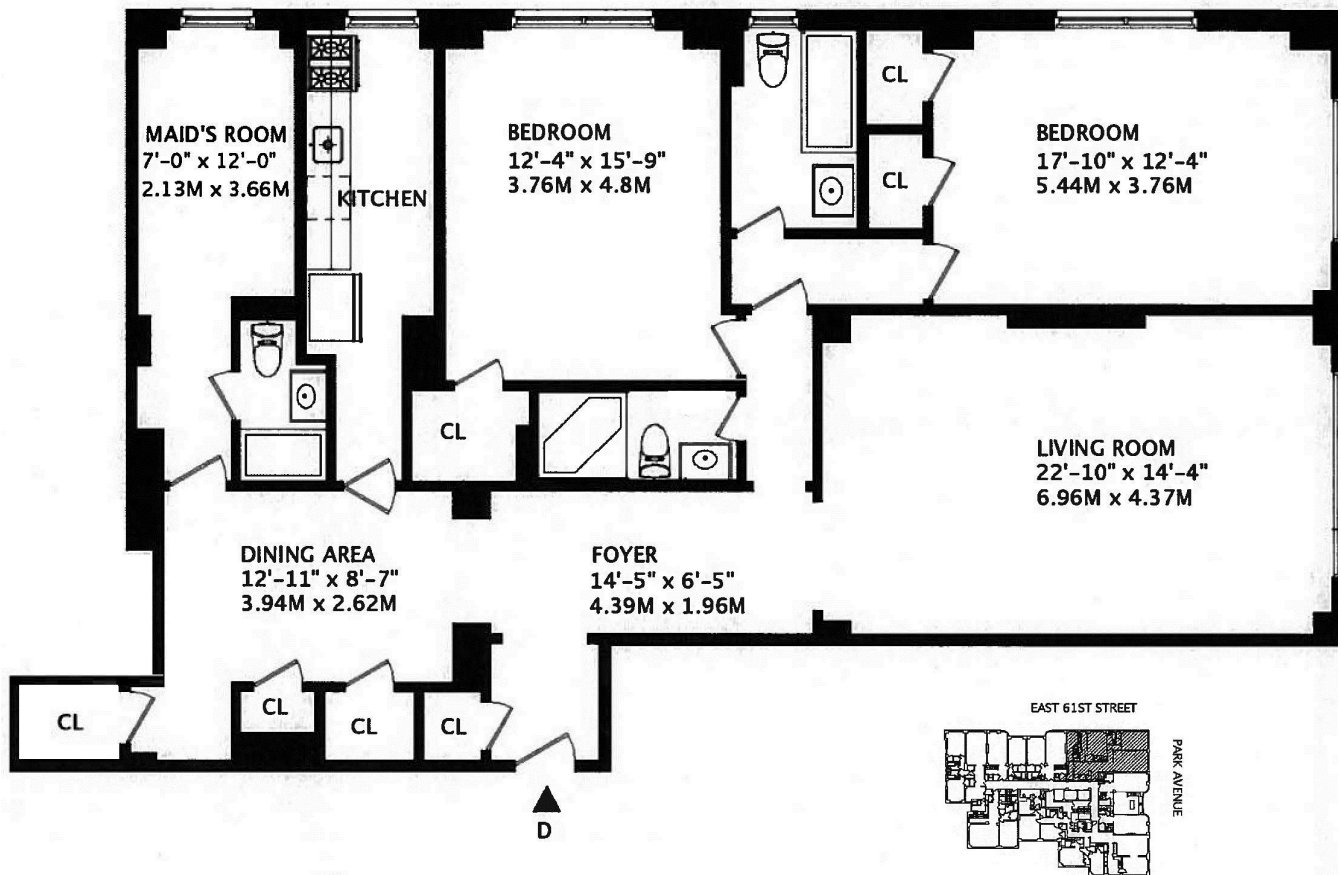 MAID'S ROOM
7'-0" x 12'-0"
2.13M x 3.66M
KITCHEN
BEDROOM
12'-4" x 15'-9"
3.76M x 4.8M
CL
CL
BEDROOM
17'-10" x 12'-4"
5.44M x 3.76M
CL
LIVING ROOM
22'-10" x 14'-4"
6.96M x 4.37M
DINING AREA
12'-11" x 8'-7"
3.94M x 2.62M
FOYER
14'-5" x 6'-5"
4.39M x 1.96M
CL
CL
CL
CL
D
EAST 61ST STREET
PARK AVENUE